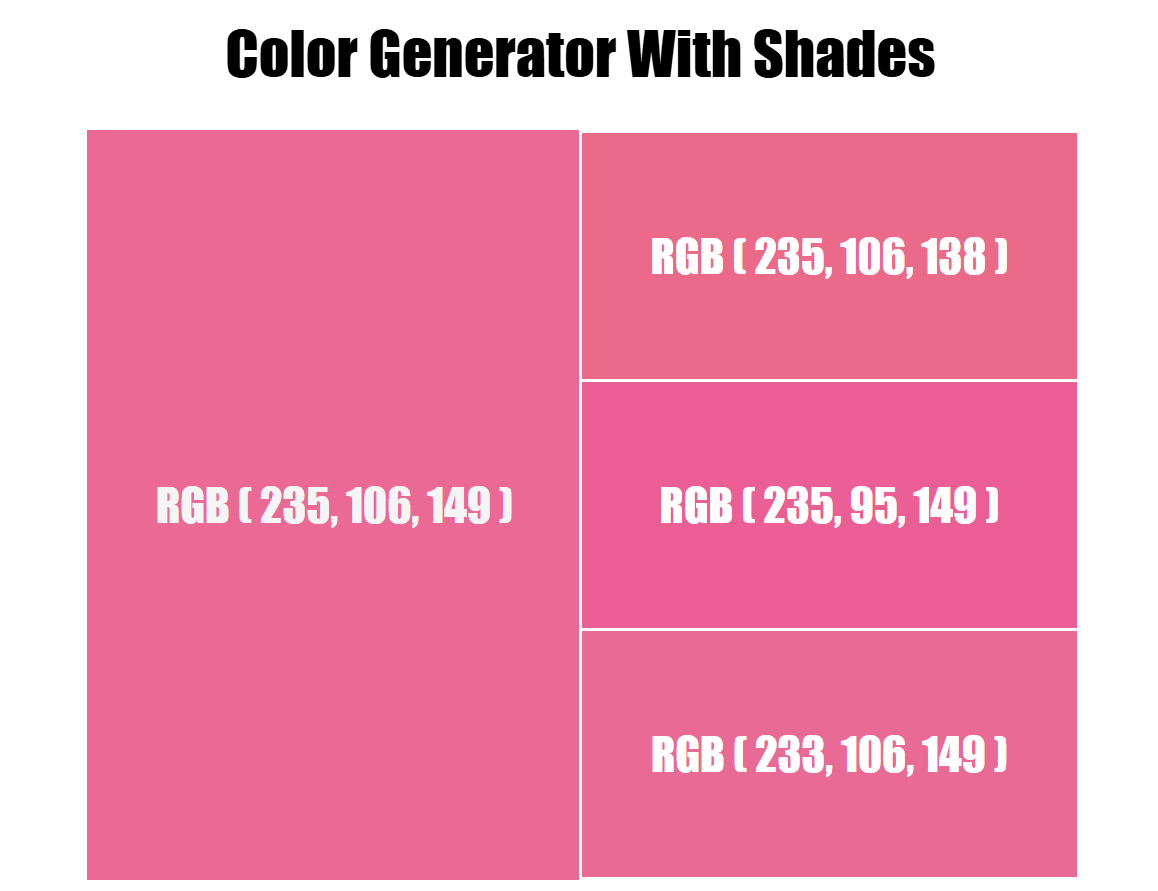 Color Generator With Shades
RGB ( 235, 106, 149 )
RGB ( 235, 106, 138 )
RGB ( 235, 95, 149 )
RGB ( 233, 106, 149 )